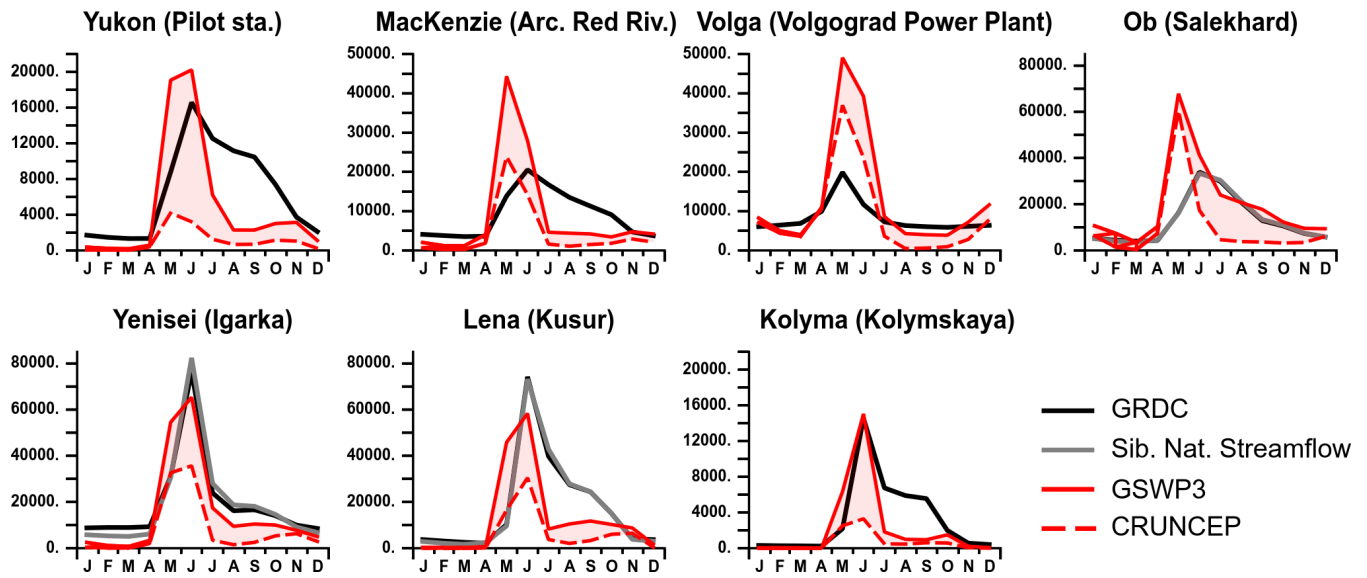 Yukon (Pilot sta.)
20000.
16000.
12000.
8000.
4000.
0.
J F M A M J J A S O N D
MacKenzie (Arc. Red Riv.)
50000.
40000.
30000.
20000.
10000.
0.
J F M A M J J A S O N D
Volga (Volgograd Power Plant)
50000.
40000.
30000.
20000.
10000.
0.
J F M A M J J A S O N D
Ob (Salekhard)
80000.
60000.
40000.
20000.
0.
J F M A M J J A S O N D
Yenisei (Igarka)
80000.
60000.
40000.
20000.
0.
J F M A M J J A S O N D
Lena (Kusur)
80000.
60000.
40000.
20000.
0.
J F M A M J J A S O N D
Kolyma (Kolymskaya)
20000.
16000.
12000.
8000.
4000.
0.
J F M A M J J A S O N D
GRDC
Sib. Nat. Streamflow
GSWP3
CRUNCEP